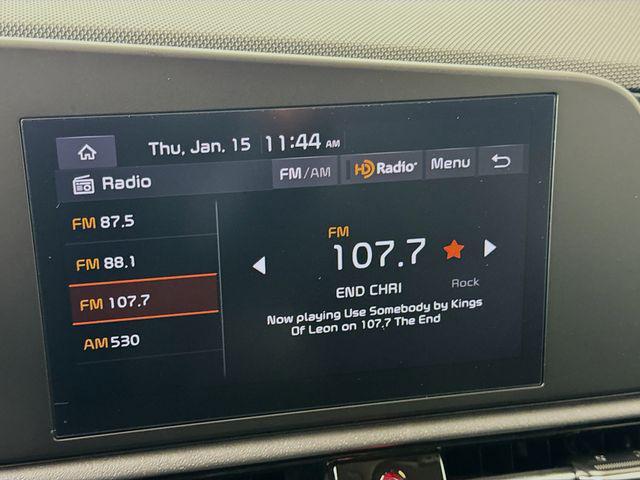 Thu, Jan. 15 11:44 AM
Radio FM/AM HD Radio Menu
FM 87.5
FM 88.1
FM 107.7
AM 530
FM
107.7
END CHRI
Rock
Now playing Use Somebody by Kings
Of Leon on 107.7 The End